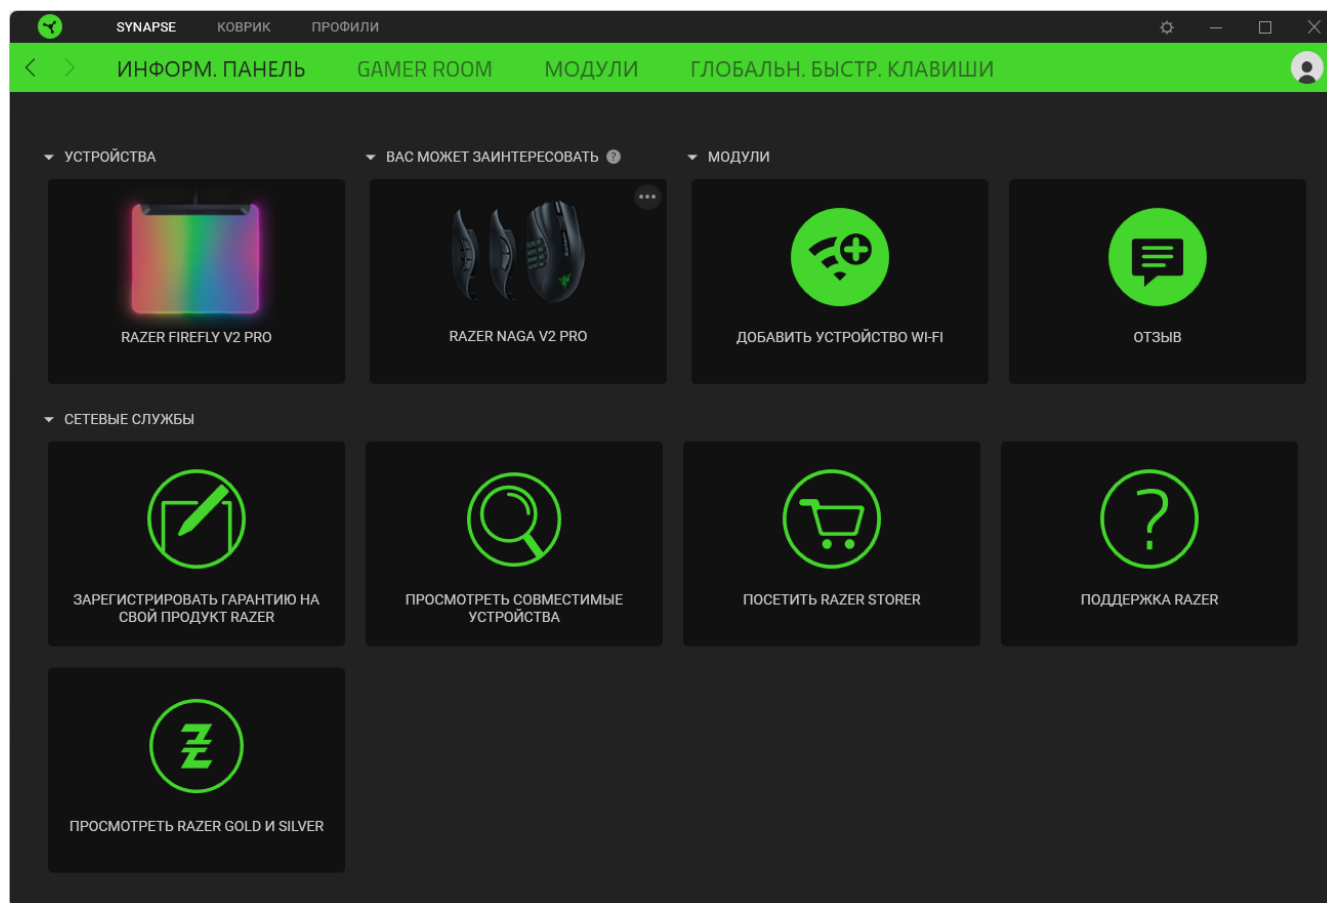 SYNAPSE КОВРИК ПРОФИЛИ
ИНФОРМ. ПАНЕЛЬ GAMER ROOM МОДУЛИ ГЛОБАЛЬН. БЫСТР. КЛАВИШИ
УСТРОЙСТВА
ВАС МОЖЕТ ЗАИНТЕРЕСОВАТЬ ?
МОДУЛИ
RAZER FIREFLY V2 PRO
RAZER NAGA V2 PRO
ДОБАВИТЬ УСТРОЙСТВО WI-FI
ОТЗЫВ
СЕТЕВЫЕ СЛУЖБЫ
ЗАРЕГИСТРИРОВАТЬ ГАРАНТИЮ НА
СВОЙ ПРОДУКТ RAZER
ПРОСМОТРЕТЬ СОВМЕСТИМЫЕ
УСТРОЙСТВА
ПОСЕТИТЬ RAZER STORER
ПОДДЕРЖКА RAZER
ПРОСМОТРЕТЬ RAZER GOLD И SILVER